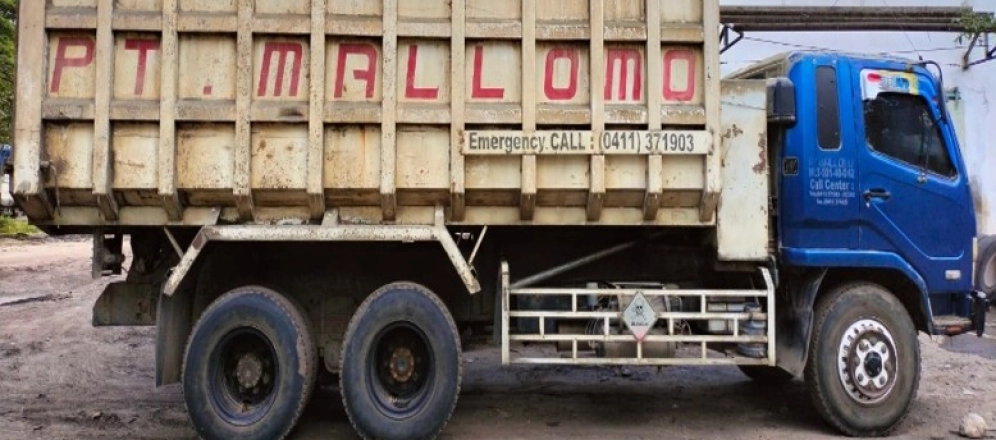 PT. MALLOMO
Emergency CALL : (0411) 371903
Call Center :